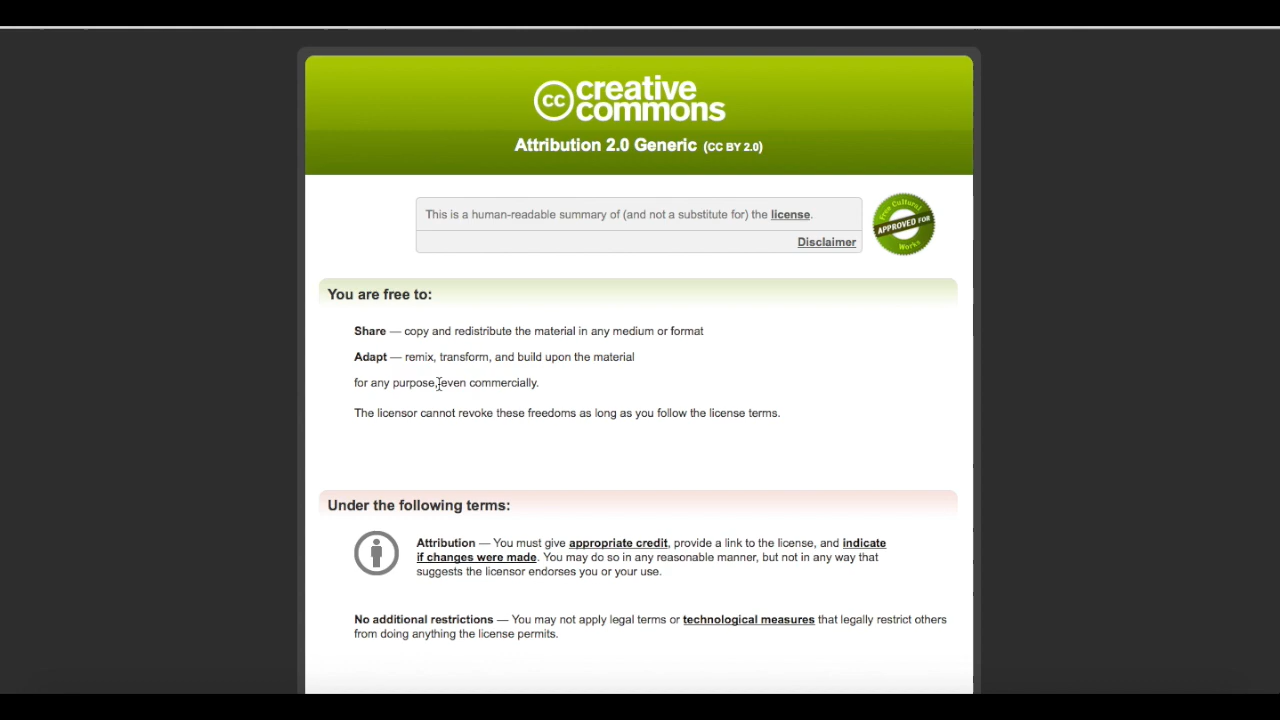 cc creative
commons
Attribution 2.0 Generic (CC BY 2.0)
This is a human-readable summary of (and not a substitute for) the license.
Disclaimer
Free Cultural
APPROVED FOR
Works
You are free to:
Share — copy and redistribute the material in any medium or format
Adapt — remix, transform, and build upon the material
for any purpose, even commercially.
The licensor cannot revoke these freedoms as long as you follow the license terms.
Under the following terms:
Attribution — You must give appropriate credit, provide a link to the license, and indicate
if changes were made. You may do so in any reasonable manner, but not in any way that
suggests the licensor endorses you or your use.
No additional restrictions — You may not apply legal terms or technological measures that legally restrict others
from doing anything the license permits.